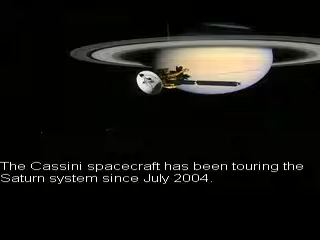 The Cassini spacecraft has been touring the
Saturn system since July 2004.